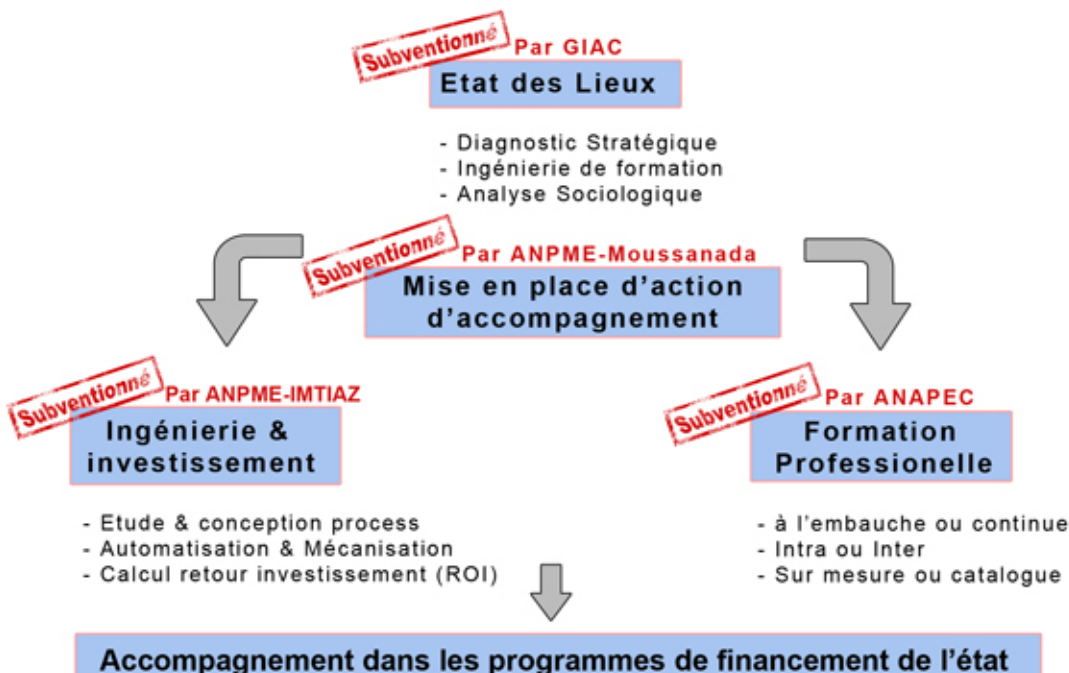 Subventionné
Par GIAC
Etat des Lieux
- Diagnostic Stratégique
- Ingénierie de formation
- Analyse Sociologique
Subventionné
Par ANPME-Moussanada
Mise en place d'action
d'accompagnement
Subventionné
Par ANPME-IMTIAZ
Ingénierie &
investissement
- Etude & conception process
- Automatisation & Mécanisation
- Calcul retour investissement (ROI)
Subventionné
Par ANAPEC
Formation
Professionelle
- à l'embauche ou continue
- Intra ou Inter
- Sur mesure ou catalogue
Accompagnement dans les programmes de financement de l'état